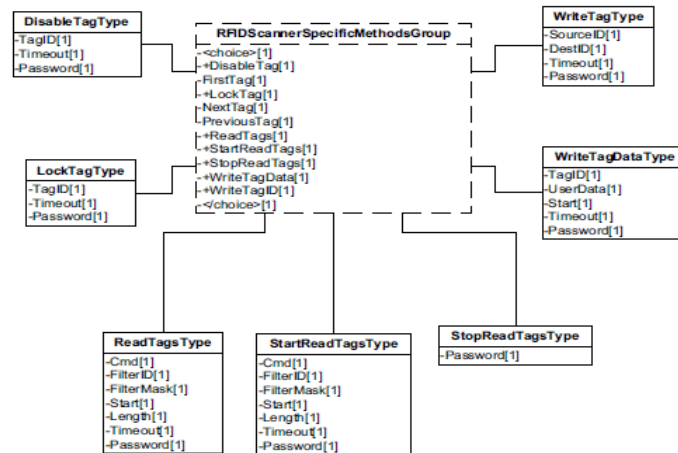 DisableTagType
-TagID[1]
-Timeout[1]
-Password[1]
RFIDScannerSpecificMethodsGroup
-<choice>[1]
-+DisableTag[1]
-FirstTag[1]
-+LockTag[1]
-NextTag[1]
-PreviousTag[1]
-+ReadTags[1]
-+StartReadTags[1]
-+StopReadTags[1]
-+WriteTagData[1]
-+WriteTagID[1]
-</choice>[1]
WriteTagType
-SourceID[1]
-DestID[1]
-Timeout[1]
-Password[1]
LockTagType
-TagID[1]
-Timeout[1]
-Password[1]
WriteTagDataType
-TagID[1]
-UserData[1]
-Start[1]
-Timeout[1]
-Password[1]
ReadTagsType
-Cmd[1]
-FilterID[1]
-FilterMask[1]
-Start[1]
-Length[1]
-Timeout[1]
-Password[1]
StartReadTagsType
-Cmd[1]
-FilterID[1]
-FilterMask[1]
-Start[1]
-Length[1]
-Timeout[1]
-Password[1]
StopReadTagsType
-Password[1]